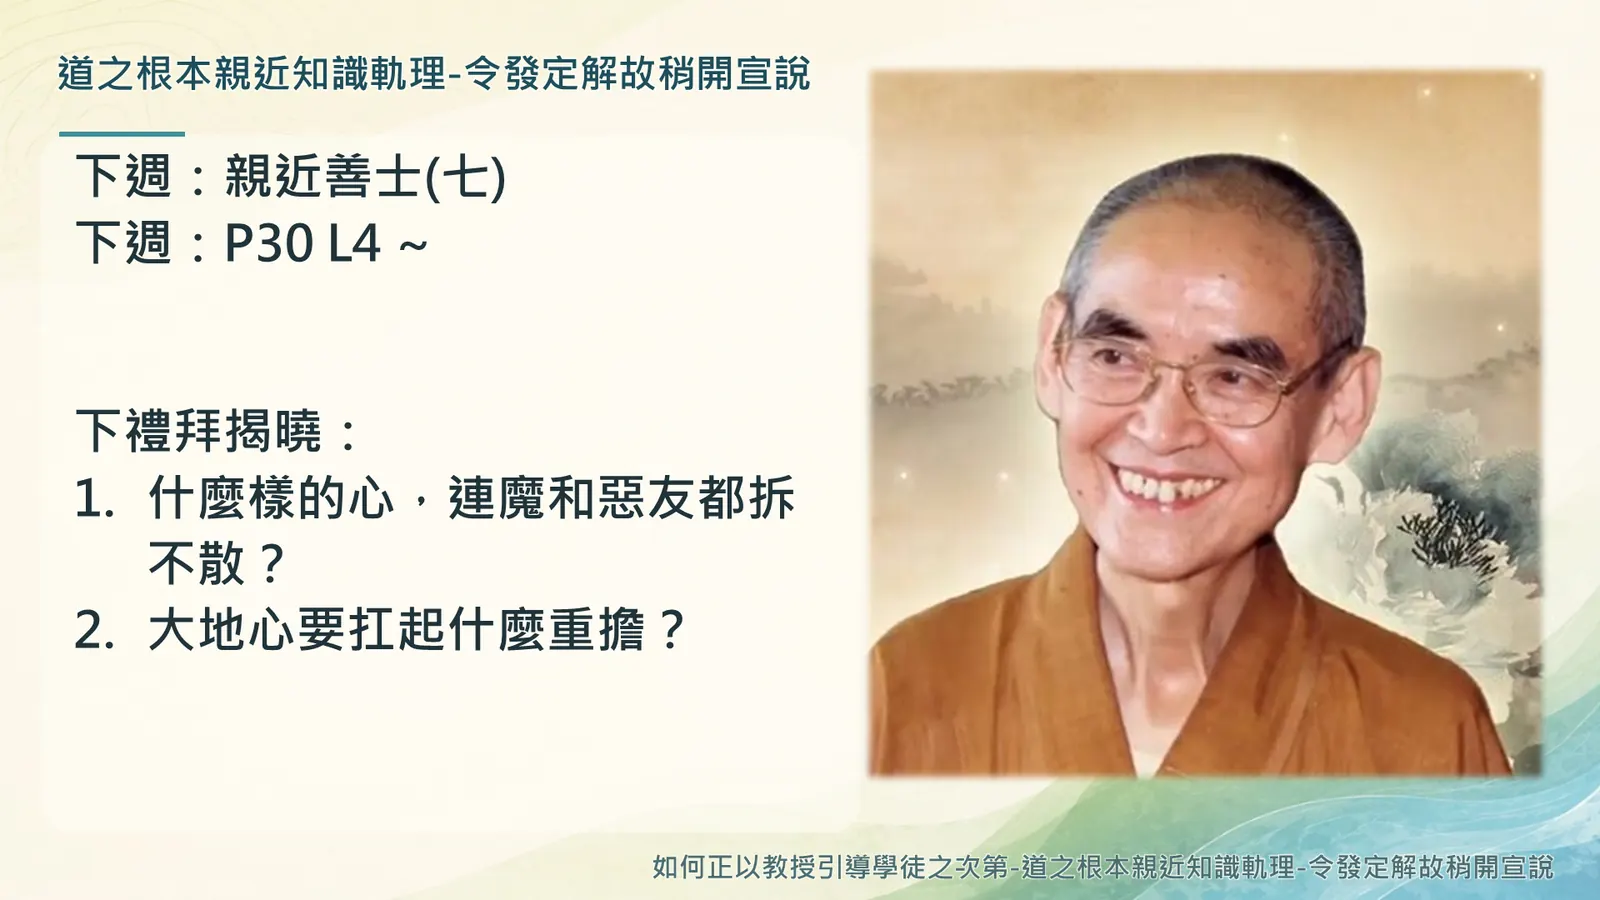 道之根本親近知識軌理-令發定解故稍開宣說
下週：親近善士(七)
下週：P30 L4 ~
下禮拜揭曉：
1. 什麼樣的心，連魔和惡友都拆
不散？
2. 大地心要扛起什麼重擔？
如何正以教授引導學徒之次第-道之根本親近知識軌理-令發定解故稍開宣說